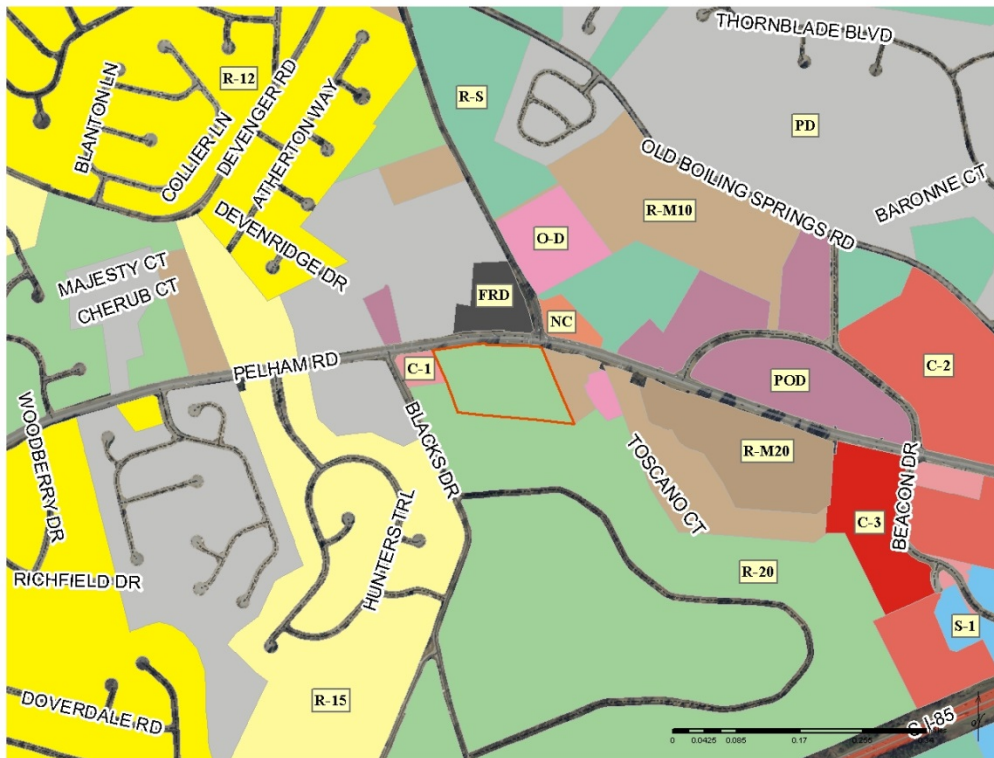 THORNBLADE BLVD
R-12
R-S
BLANTON LN
COLLIER LN
DEVENGER RD
ATHERTON WAY
PD
OLD BOILING SPRINGS RD
BARONNE CT
R-M10
DEVENRIDGE DR
O-D
MAJESTY CT
CHERUB CT
FRD
NC
PELHAM RD
C-1
C-2
POD
WOODBERRY DR
BLACKS DR
TOSCANO CT
R-M20
BEACON DR
C-3
HUNTERS TRL
RICHFIELD DR
R-20
S-1
R-15
DOVERDALE RD
S I-85
0 0.0425 0.085 0.17 0.255